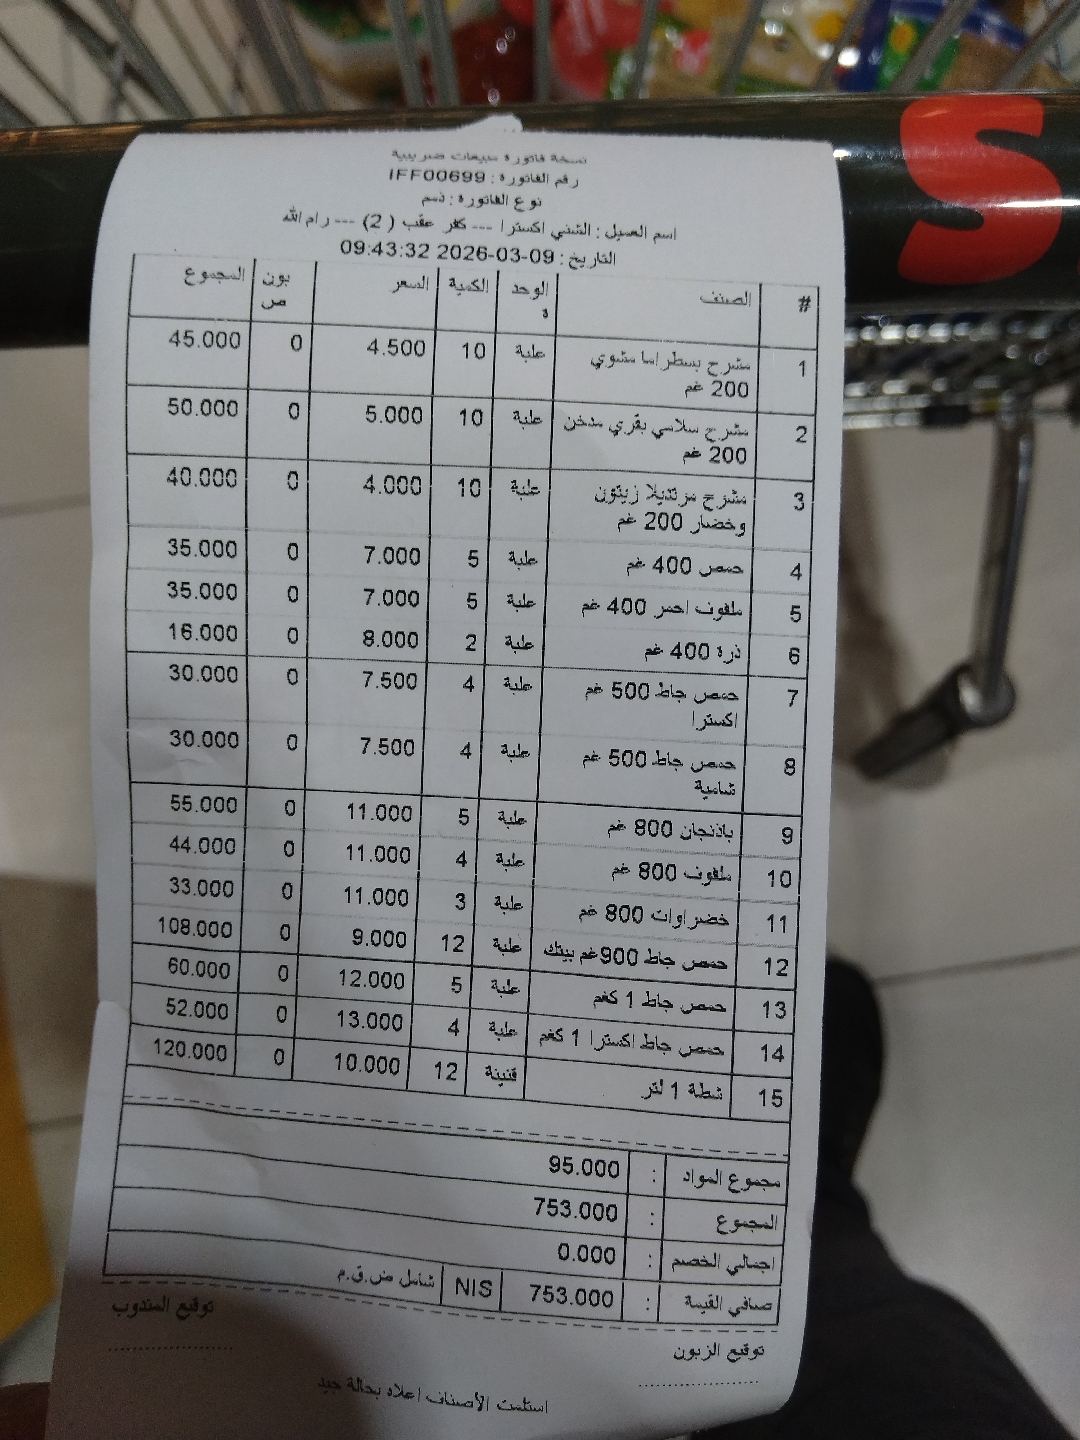 S
نسخة فاتورة مبيعات ضريبية
رقم الفاتورة : IFF00699
نوع الفاتورة : ذمم
اسم العميل : الشني اكسترا --- كفر عقب ( 2) --- رام الله
التاريخ : 2026-03-09 09:43:32
# الصنف الوحدة الكمية السعر بونص المجموع
1 مشرح بسطراما مشوي 200 غم علبة 10 4.500 0 45.000
2 مشرح سلامي بقري مدخن 200 غم علبة 10 5.000 0 50.000
3 مشرح مرتديلا زيتون وخضار 200 غم علبة 10 4.000 0 40.000
4 حمص 400 غم علبة 5 7.000 0 35.000
5 ملفوف احمر 400 غم علبة 5 7.000 0 35.000
6 ذرة 400 غم علبة 2 8.000 0 16.000
7 حمص جاط 500 غم اكسترا علبة 4 7.500 0 30.000
8 حمص جاط 500 غم شامية علبة 4 7.500 0 30.000
9 باذنجان 800 غم علبة 5 11.000 0 55.000
10 ملفوف 800 غم علبة 4 11.000 0 44.000
11 خضراوات 800 غم علبة 3 11.000 0 33.000
12 حمص جاط 900غم بيتك علبة 12 9.000 0 108.000
13 حمص جاط 1 كغم علبة 5 12.000 0 60.000
14 حمص جاط اكسترا 1 كغم علبة 4 13.000 0 52.000
15 شطة 1 لتر قنينة 12 10.000 0 120.000
مجموع المواد : 95.000
المجموع : 753.000
اجمالي الخصم : 0.000
صافي القيمة : 753.000 NIS شامل ض.ق.م
توقيع الزبون توقيع المندوب
استلمت الأصناف اعلاه بحالة جيد